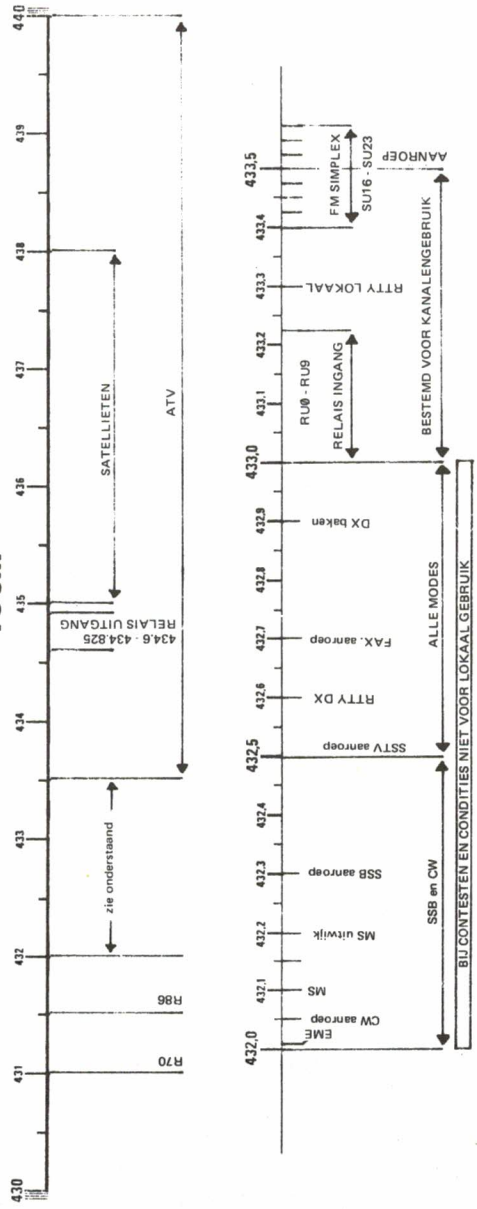 430 431 432 433 434 435 436 437 438 439 440
R70
R86
zie onderstaand
434.6 - 434.825
RELAIS UITGANG
SATELLIETEN
ATV
432,0 432,1 432,2 432,3 432,4 432,5 432,6 432,7 432,8 432,9 433,0 433,1 433,2 433,3 433,4 433,5
EME
CW aanroep
MS
MS uitwijk
SSB aanroep
SSTV aanroep
RTTY DX
FAX. aanroep
DX baken
RU0 - RU9
RELAIS INGANG
RTTY LOKAAL
FM SIMPLEX
SU16 - SU23
AANROEP
SSB en CW
ALLE MODES
BESTEMD VOOR KANALENGEBRUIK
BIJ CONTESTEN EN CONDITIES NIET VOOR LOKAAL GEBRUIK